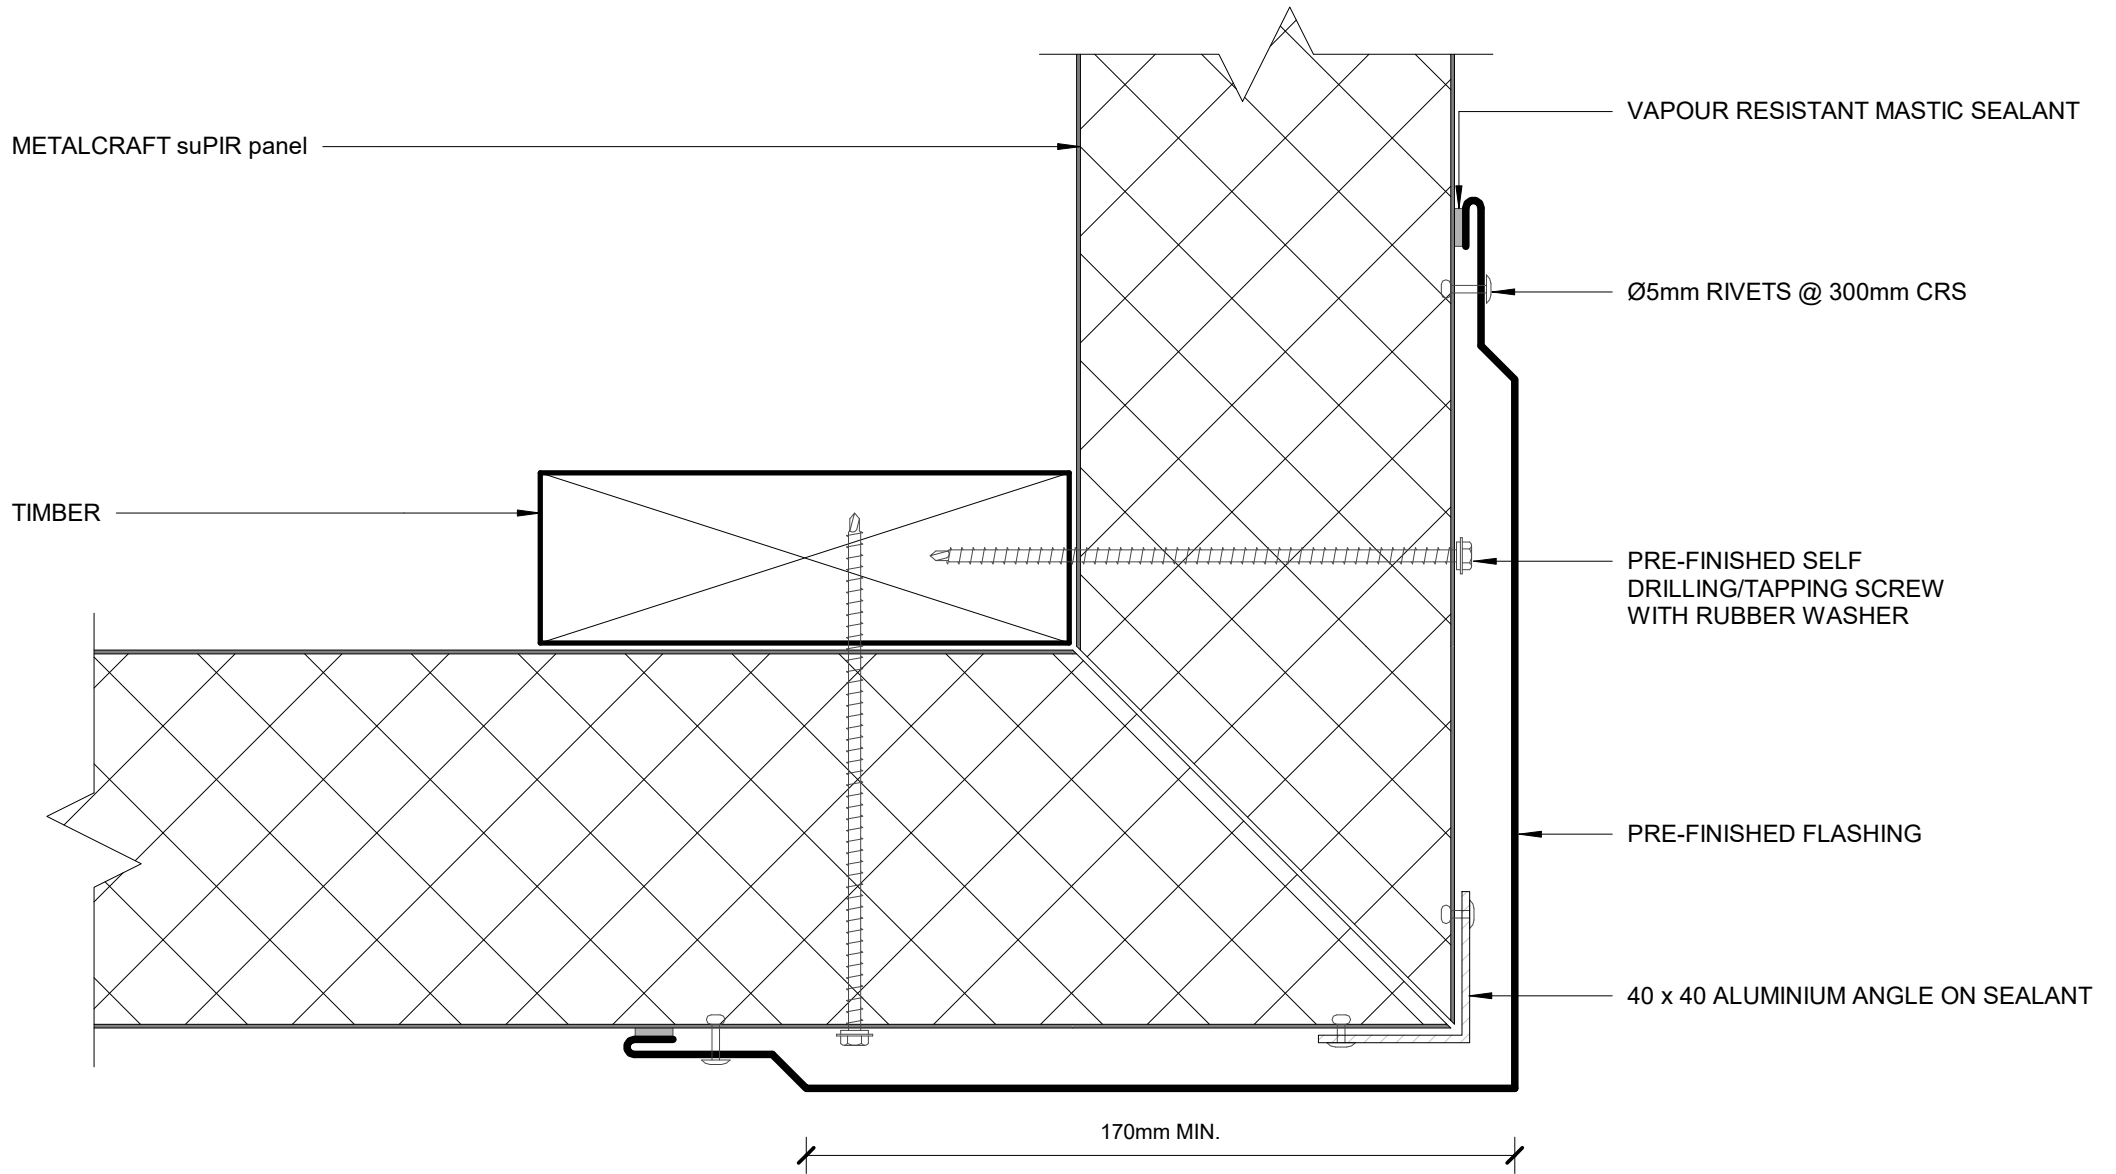 VAPOUR RESISTANT MASTIC SEALANT
METALCRAFT suPIR panel
Ø5mm RIVETS @ 300mm CRS
TIMBER
PRE-FINISHED SELF
DRILLING/TAPPING SCREW
WITH RUBBER WASHER
PRE-FINISHED FLASHING
40 x 40 ALUMINIUM ANGLE ON SEALANT
170mm MIN.